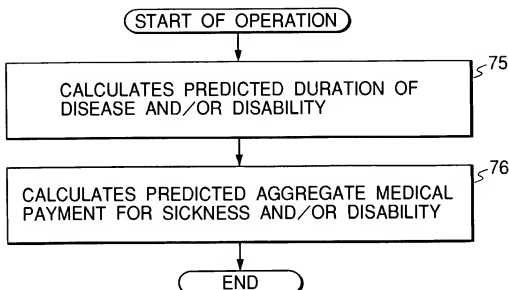 START OF OPERATION
75
CALCULATES PREDICTED DURATION OF
DISEASE AND/OR DISABILITY
76
CALCULATES PREDICTED AGGREGATE MEDICAL
PAYMENT FOR SICKNESS AND/OR DISABILITY
END